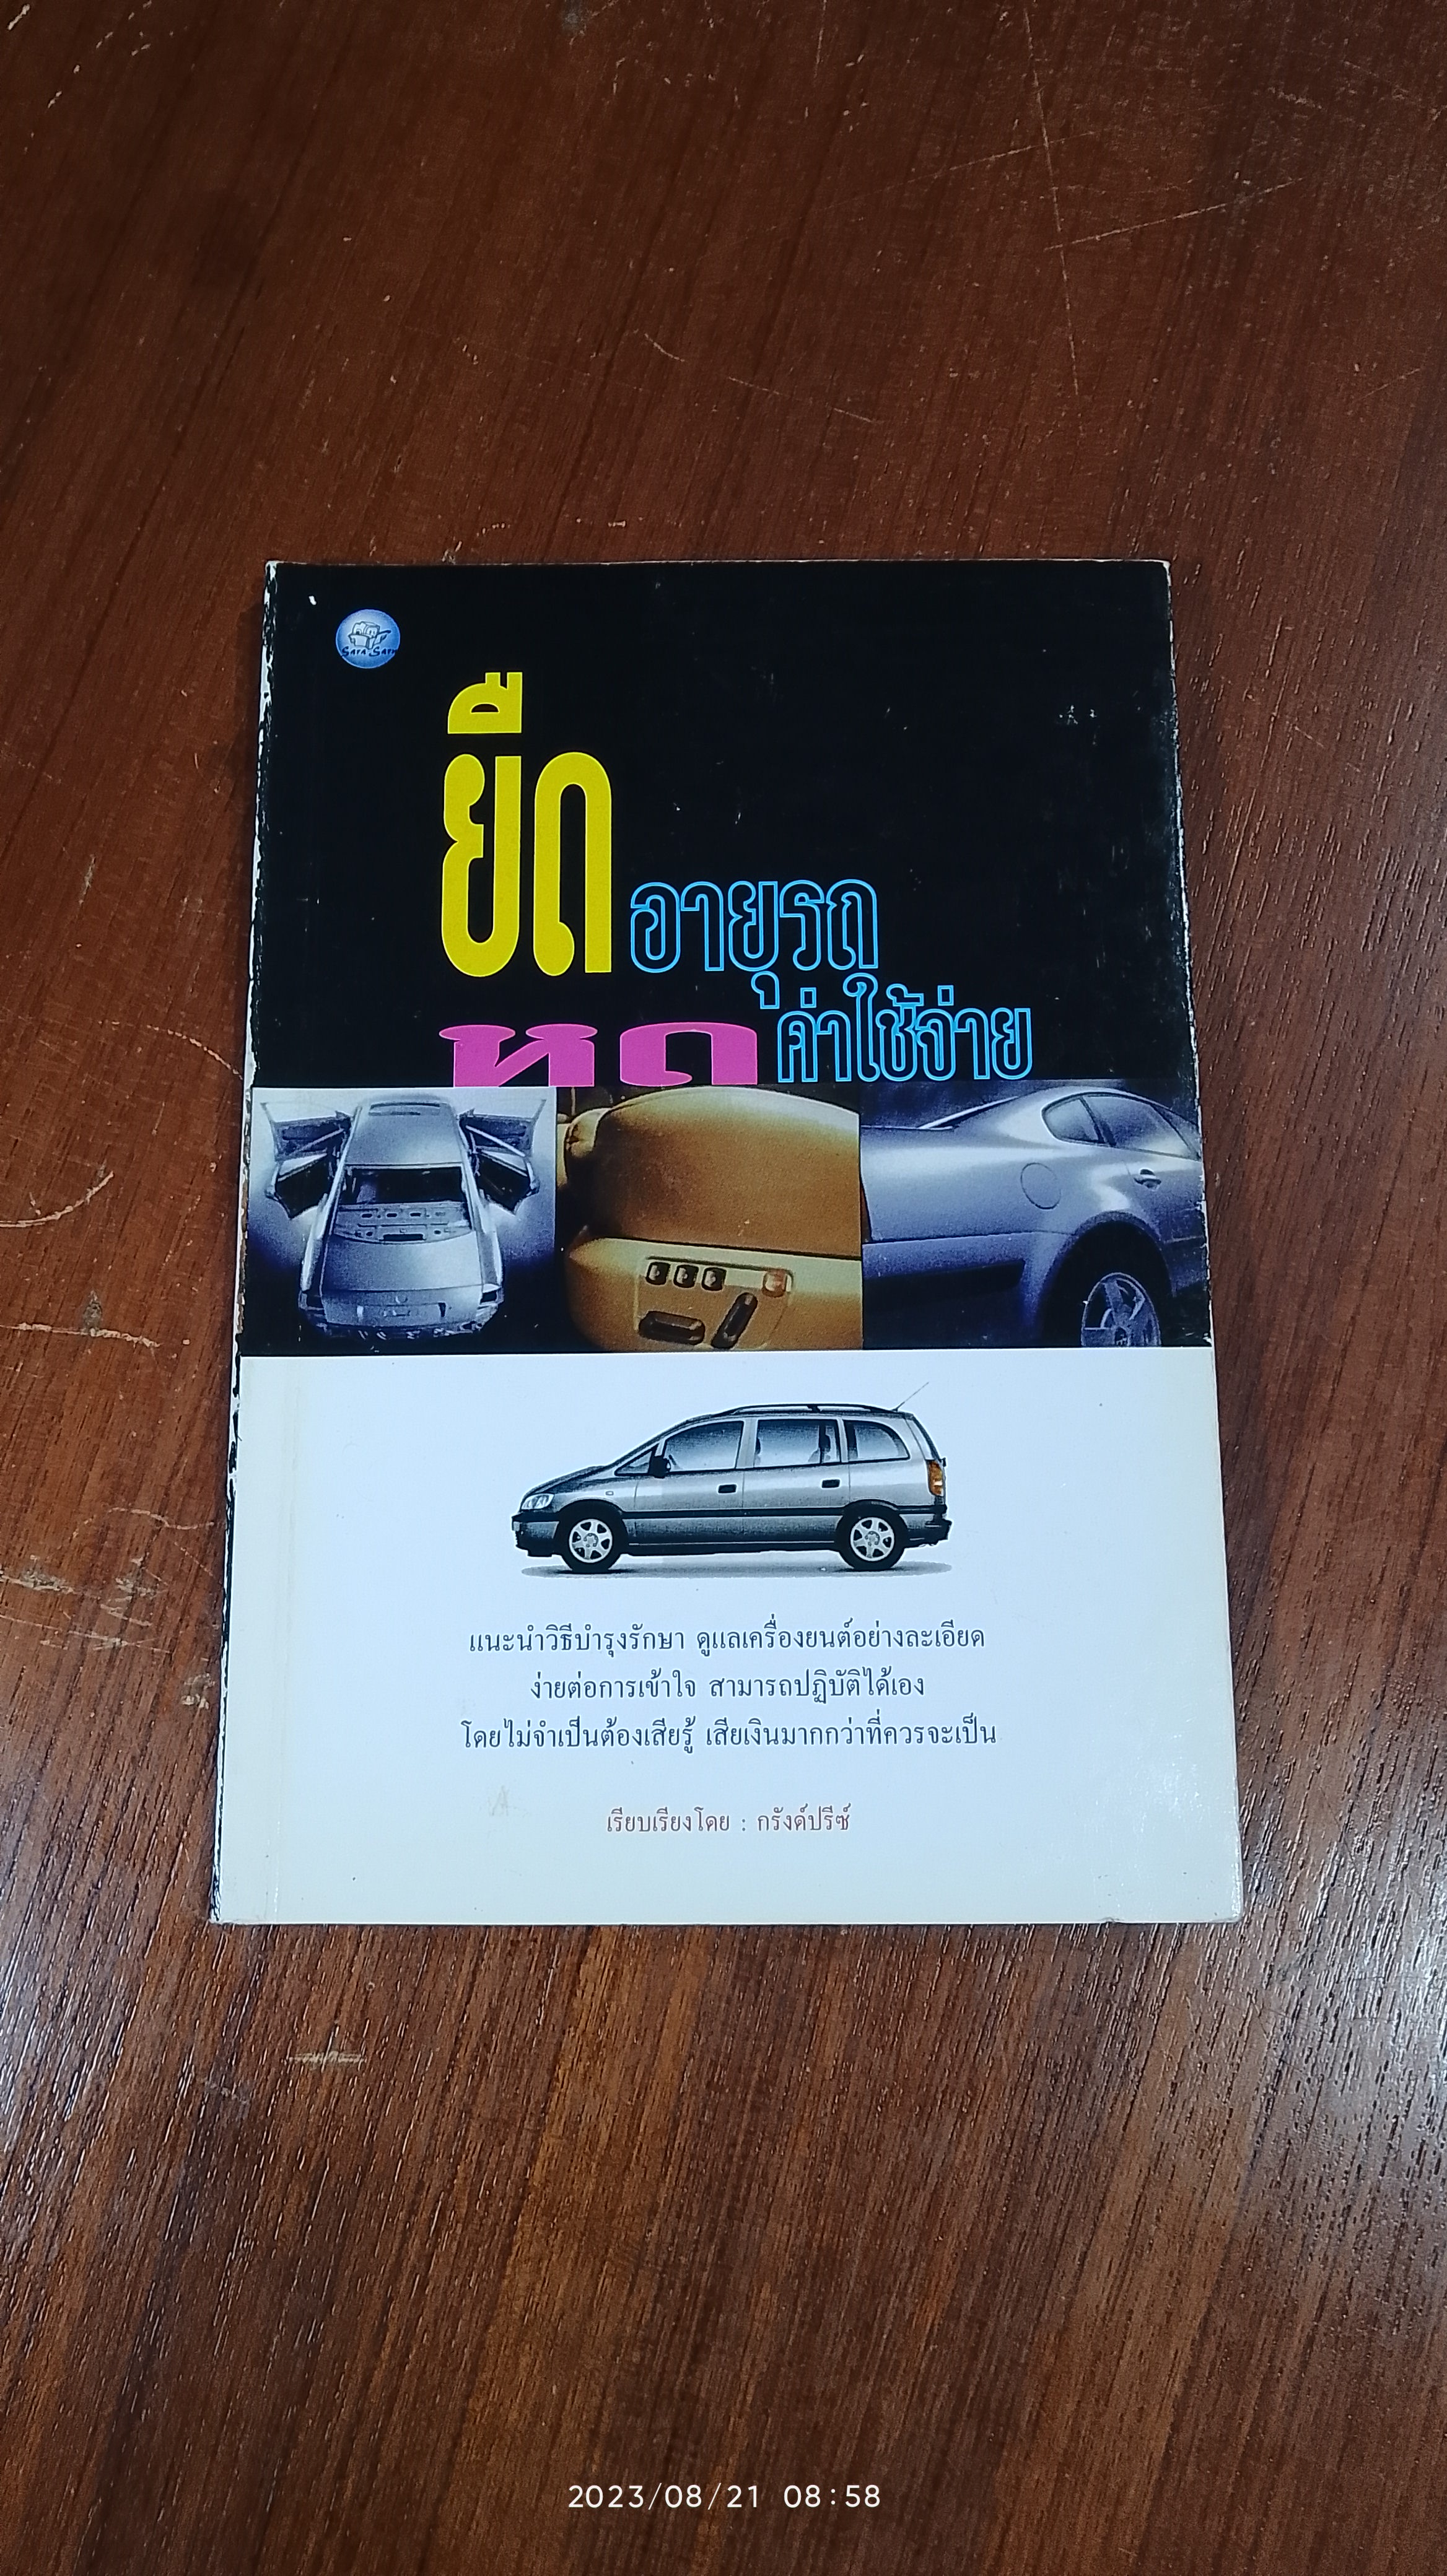 Sara Sara
ยืด อายุรถ
หด ค่าใช้จ่าย
แนะนำวิธีบำรุงรักษา ดูแลเครื่องยนต์อย่างละเอียด
ง่ายต่อการเข้าใจ สามารถปฏิบัติได้เอง
โดยไม่จำเป็นต้องเสียรู้ เสียเงินมากกว่าที่ควรจะเป็น
เรียบเรียงโดย : กรังด์ปรีซ์
2023/08/21 08:58